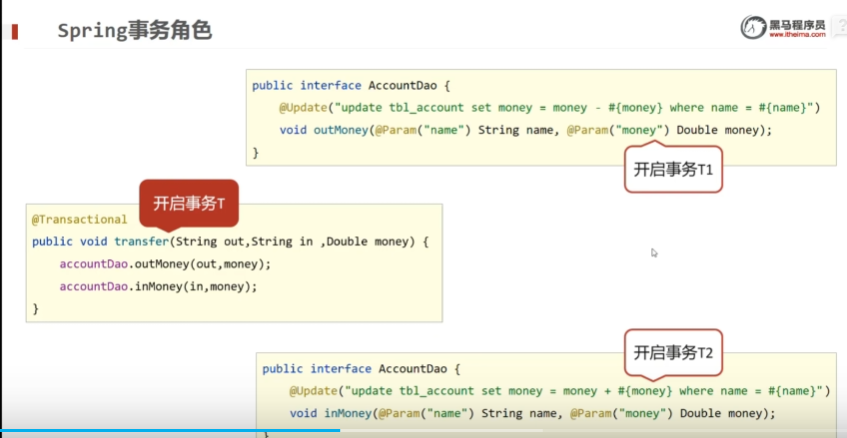 Spring事务角色
黑马程序员
www.itheima.com
public interface AccountDao {
@Update("update tbl_account set money = money - #{money} where name = #{name}")
void outMoney(@Param("name") String name, @Param("money") Double money);
}
开启事务T1
开启事务T
@Transactional
public void transfer(String out,String in ,Double money) {
accountDao.outMoney(out,money);
accountDao.inMoney(in,money);
}
开启事务T2
public interface AccountDao {
@Update("update tbl_account set money = money + #{money} where name = #{name}")
void inMoney(@Param("name") String name, @Param("money") Double money);
}